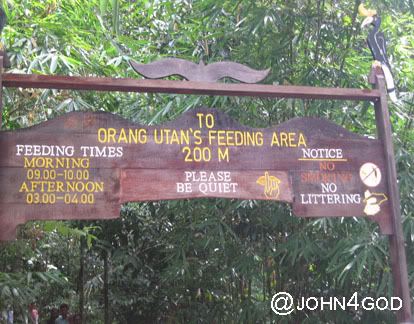 TO
ORANG UTAN'S FEEDING AREA
200 M
FEEDING TIMES
MORNING
09.00-10.00
AFTERNOON
03.00-04.00
PLEASE
BE QUIET
NOTICE
NO
SMOKING
NO
LITTERING
@JOHN4GOD